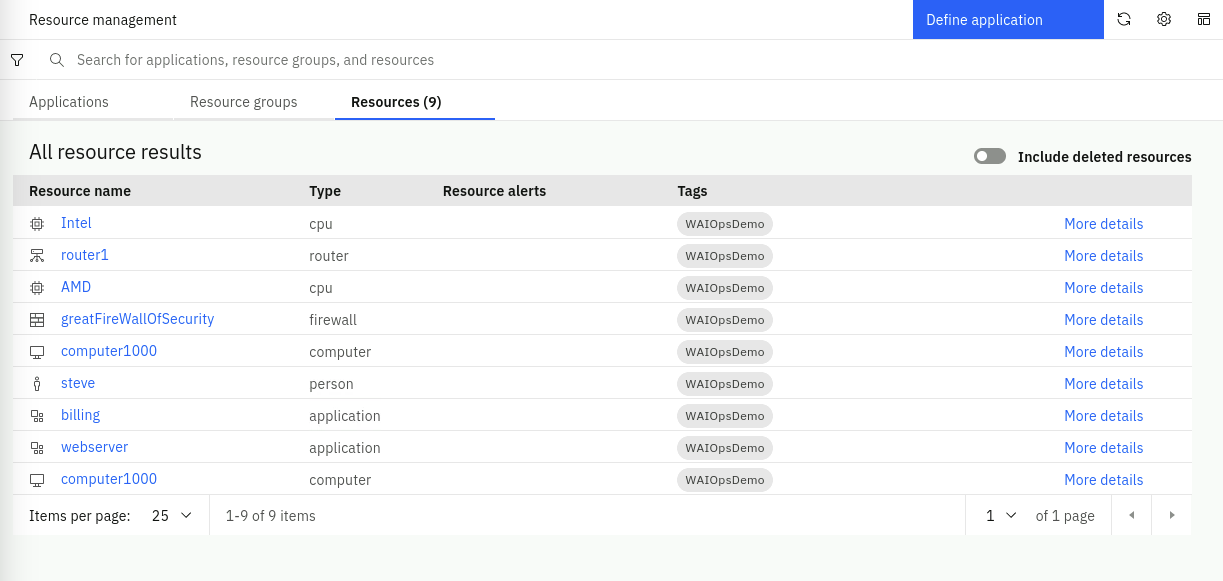 Resource management Define application
Search for applications, resource groups, and resources
Applications Resource groups Resources (9)
All resource results Include deleted resources
Resource name Type Resource alerts Tags
Intel cpu WAIOpsDemo More details
router1 router WAIOpsDemo More details
AMD cpu WAIOpsDemo More details
greatFireWallOfSecurity firewall WAIOpsDemo More details
computer1000 computer WAIOpsDemo More details
steve person WAIOpsDemo More details
billing application WAIOpsDemo More details
webserver application WAIOpsDemo More details
computer1000 computer WAIOpsDemo More details
Items per page: 25 1-9 of 9 items 1 of 1 page